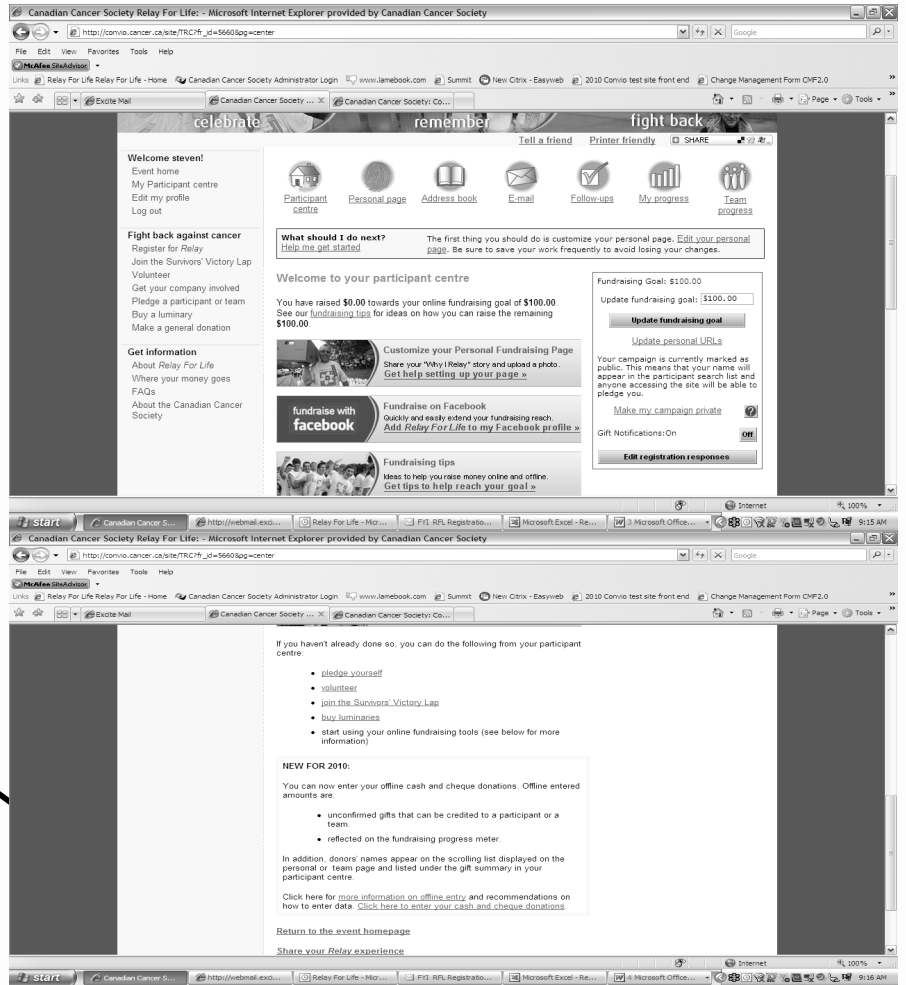 Canadian Cancer Society Relay For Life: - Microsoft Internet Explorer provided by Canadian Cancer Society
http://convio.cancer.ca/site/TRC?fr_id=5660&pg=center
Google
File Edit View Favorites Tools Help
McAfee SiteAdvisor
Links Relay For Life Relay For Life - Home Canadian Cancer Society Administrator Login www.lamebook.com Summit New Citrix - Easyweb 2010 Convio test site front end Change Management Form CMF2.0
Excite Mail Canadian Cancer Society ... Canadian Cancer Society: Co... Page Tools
celebrate remember fight back
Tell a friend Printer friendly SHARE
Welcome steven!
Event home
My Participant centre
Edit my profile
Log out
Fight back against cancer
Register for Relay
Join the Survivors' Victory Lap
Volunteer
Get your company involved
Pledge a participant or team
Buy a luminary
Make a general donation
Get information
About Relay For Life
Where your money goes
FAQs
About the Canadian Cancer
Society
Participant
centre
Personal page
Address book
E-mail
Follow-ups
My progress
Team
progress
What should I do next?
Help me get started
The first thing you should do is customize your personal page. Edit your personal
page. Be sure to save your work frequently to avoid losing your changes.
Welcome to your participant centre
You have raised $0.00 towards your online fundraising goal of $100.00.
See our fundraising tips for ideas on how you can raise the remaining
$100.00.
Customize your Personal Fundraising Page
Share your "Why I Relay" story and upload a photo.
Get help setting up your page »
fundraise with
facebook
Fundraise on Facebook
Quickly and easily extend your fundraising reach.
Add Relay For Life to my Facebook profile »
Fundraising tips
Ideas to help you raise money online and offline.
Get tips to help reach your goal »
Fundraising Goal: $100.00
Update fundraising goal: $100.00
Update fundraising goal
Update personal URLs
Your campaign is currently marked as
public. This means that your name will
appear in the participant search list and
anyone accessing the site will be able to
pledge you.
Make my campaign private
Gift Notifications:On Off
Edit registration responses
Internet 100%
start Canadian Cancer S... http://webmail.exci... Relay For Life - Micr... FYI RFL Registratio... Microsoft Excel - Re... 3 Microsoft Office... 9:15 AM
Canadian Cancer Society Relay For Life: - Microsoft Internet Explorer provided by Canadian Cancer Society
http://convio.cancer.ca/site/TRC?fr_id=5660&pg=center
Google
File Edit View Favorites Tools Help
McAfee SiteAdvisor
Links Relay For Life Relay For Life - Home Canadian Cancer Society Administrator Login www.lamebook.com Summit New Citrix - Easyweb 2010 Convio test site front end Change Management Form CMF2.0
Excite Mail Canadian Cancer Society ... Canadian Cancer Society: Co... Page Tools
If you haven't already done so, you can do the following from your participant
centre:
• pledge yourself
• volunteer
• join the Survivors' Victory Lap
• buy luminaries
• start using your online fundraising tools (see below for more
information)
NEW FOR 2010:
You can now enter your offline cash and cheque donations. Offline entered
amounts are:
• unconfirmed gifts that can be credited to a participant or a
team.
• reflected on the fundraising progress meter.
In addition, donors' names appear on the scrolling list displayed on the
personal or team page and listed under the gift summary in your
participant centre.
Click here for more information on offline entry and recommendations on
how to enter data. Click here to enter your cash and cheque donations.
Return to the event homepage
Share your Relay experience
Internet 100%
start Canadian Cancer S... http://webmail.exci... Relay For Life - Micr... FYI RFL Registratio... Microsoft Excel - Re... 4 Microsoft Office... 9:16 AM